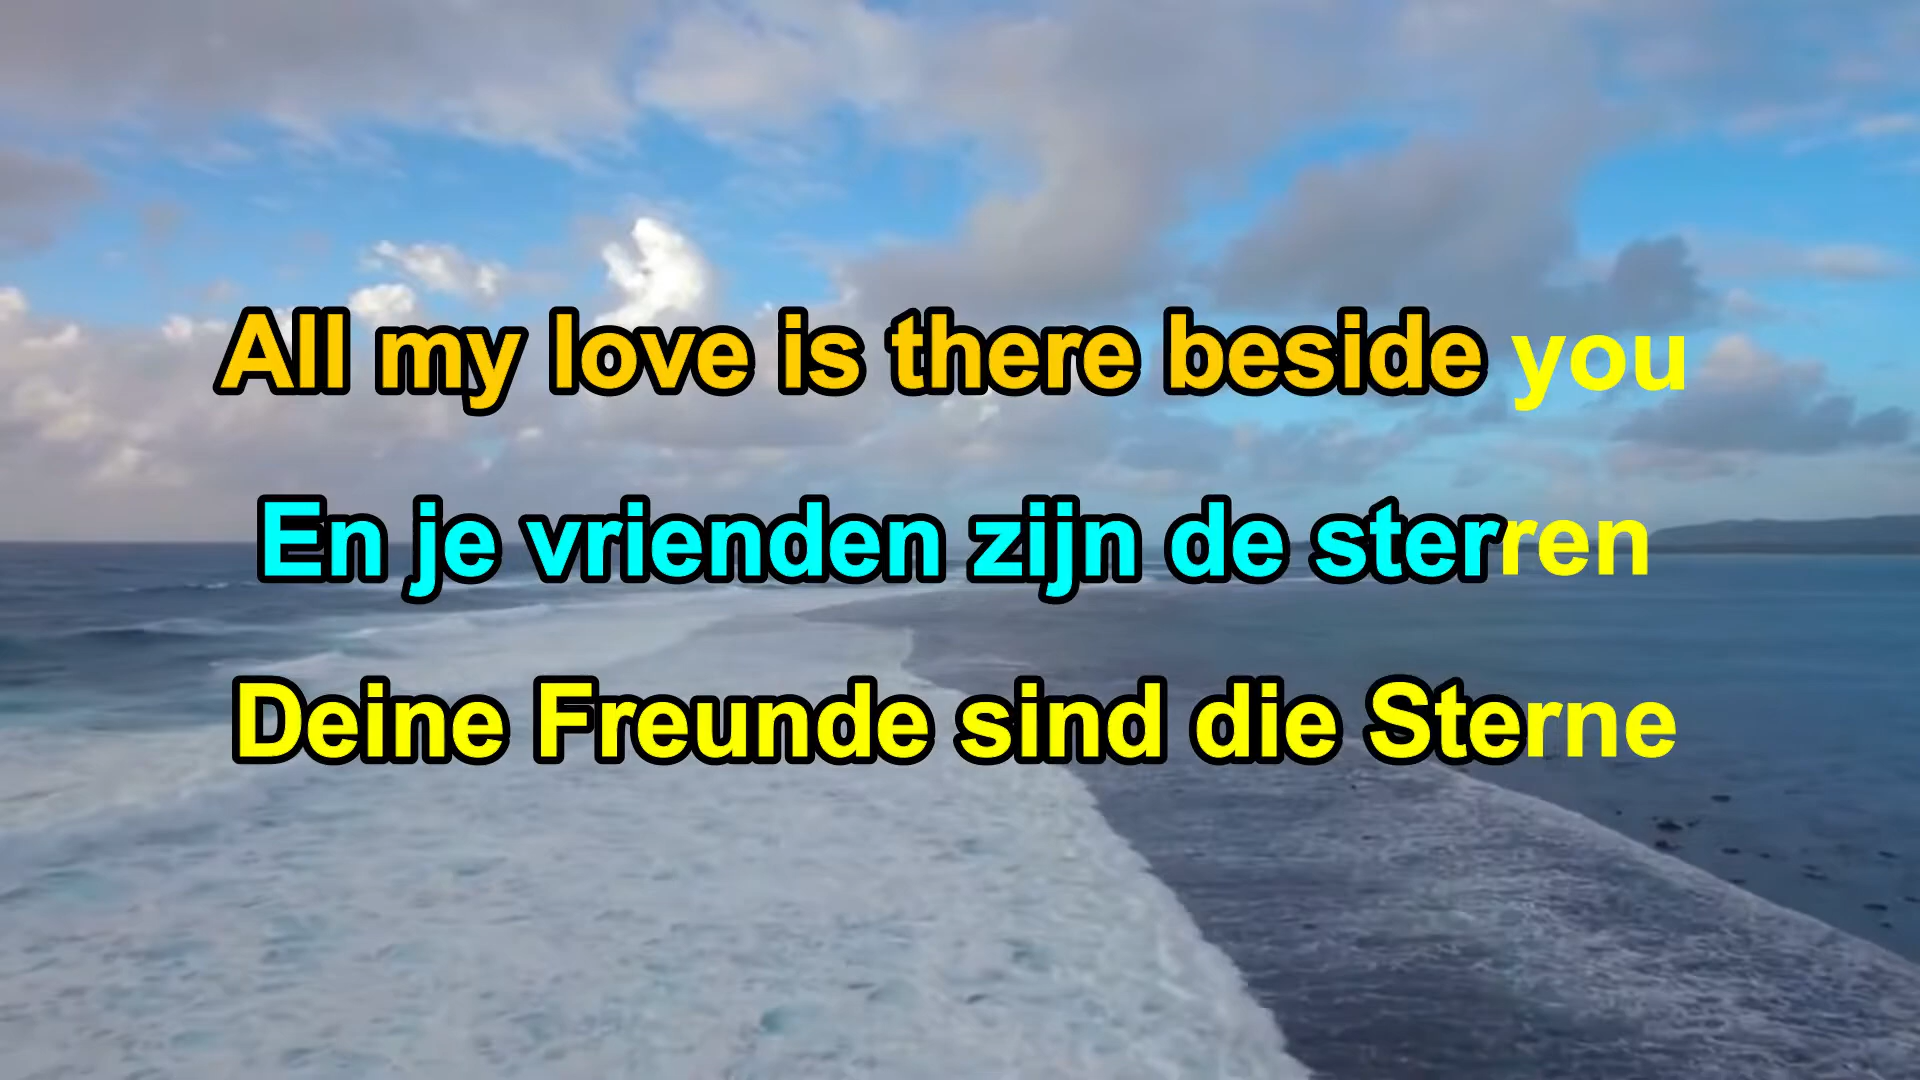 All my love is there beside you
En je vrienden zijn de sterren
Deine Freunde sind die Sterne